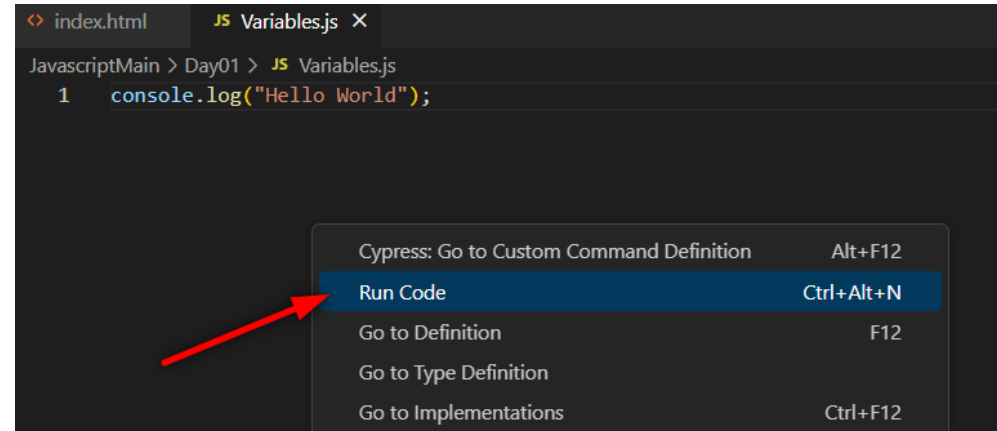 <> index.html JS Variables.js ×
JavascriptMain > Day01 > JS Variables.js
1 console.log("Hello World");
Cypress: Go to Custom Command Definition Alt+F12
Run Code Ctrl+Alt+N
Go to Definition F12
Go to Type Definition
Go to Implementations Ctrl+F12